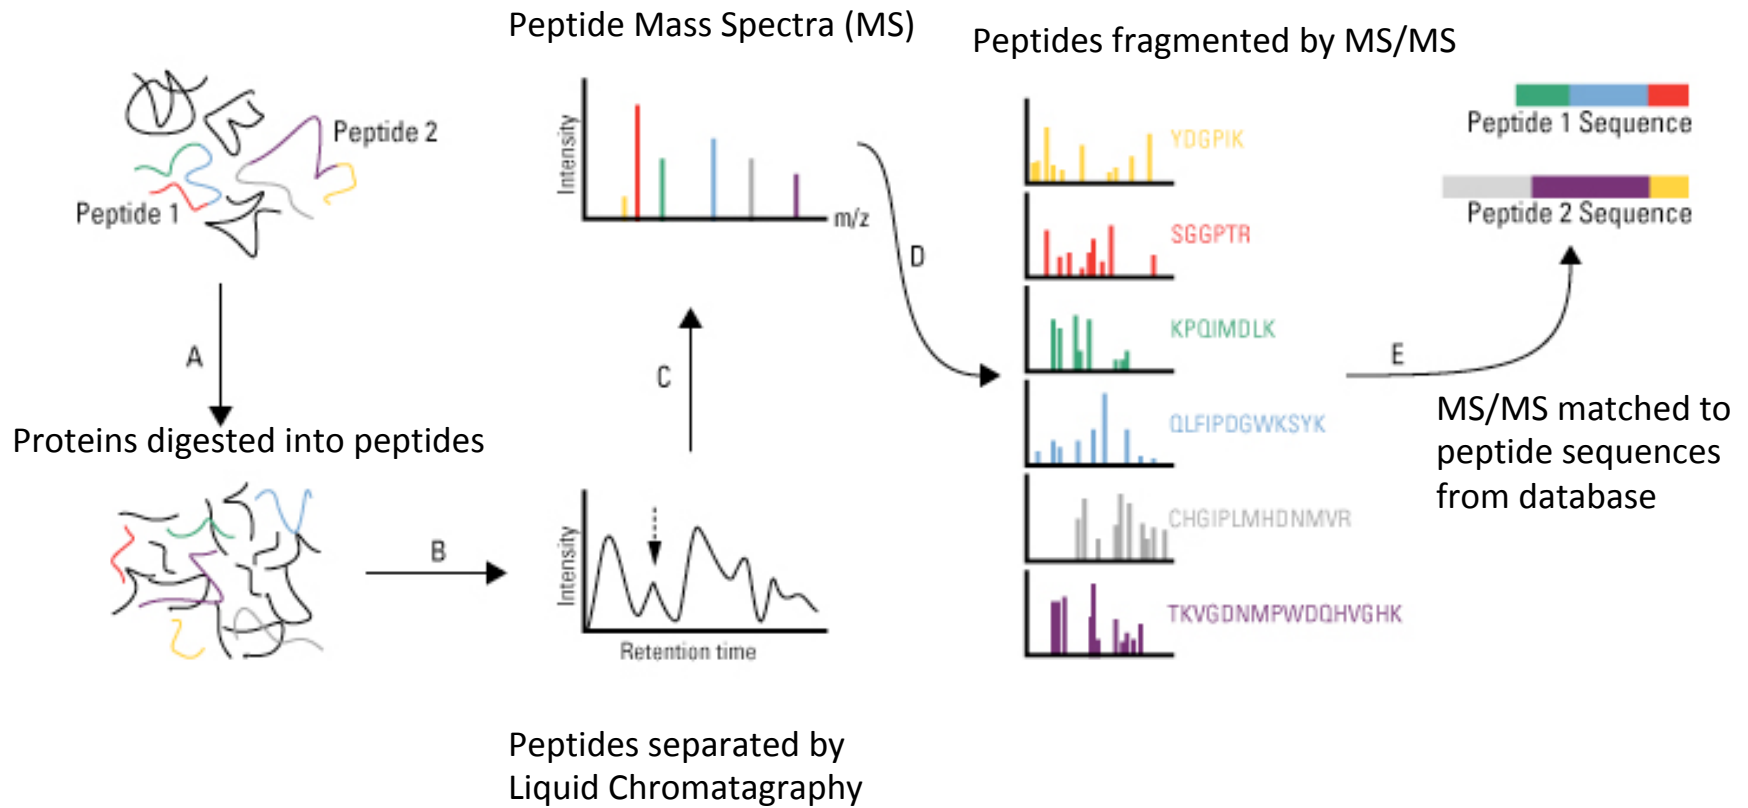 Peptide Mass Spectra (MS)
Peptides fragmented by MS/MS
Peptide 2
Peptide 1
A
Proteins digested into peptides
B
Intensity
Retention time
Peptides separated by
Liquid Chromatagraphy
C
Intensity
m/z
D
YDGPIK
SGGPTR
KPQIMDLK
QLFIPDGWKSYK
CHGIPLMHDNMVR
TKVGDNMPWDQHVGHK
E
MS/MS matched to
peptide sequences
from database
Peptide 1 Sequence
Peptide 2 Sequence